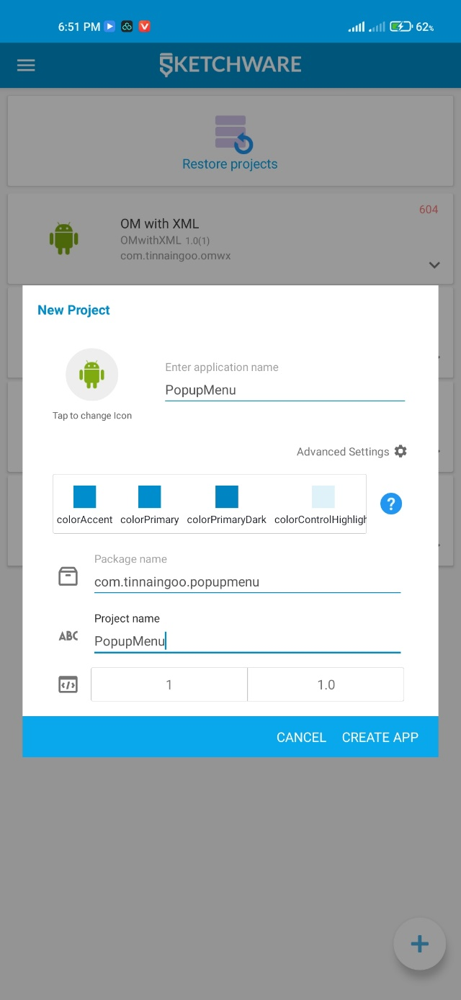 6:51 PM
62%
SKETCHWARE
Restore projects
604
OM with XML
OMwithXML 1.0(1)
com.tinnaingoo.omwx
New Project
Enter application name
PopupMenu
Tap to change Icon
Advanced Settings
colorAccent colorPrimary colorPrimaryDark colorControlHighligh
?
Package name
com.tinnaingoo.popupmenu
Project name
ABC PopupMenu
1 1.0
CANCEL CREATE APP